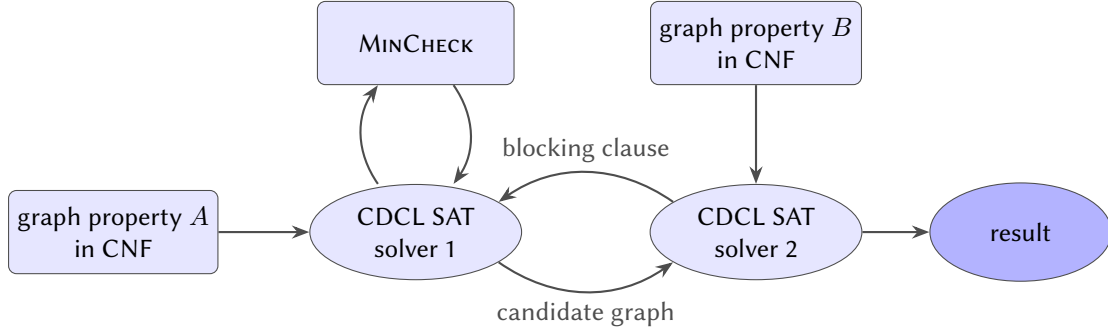 MINCHECK
graph property B
in CNF
blocking clause
graph property A
in CNF
CDCL SAT
solver 1
CDCL SAT
solver 2
result
candidate graph